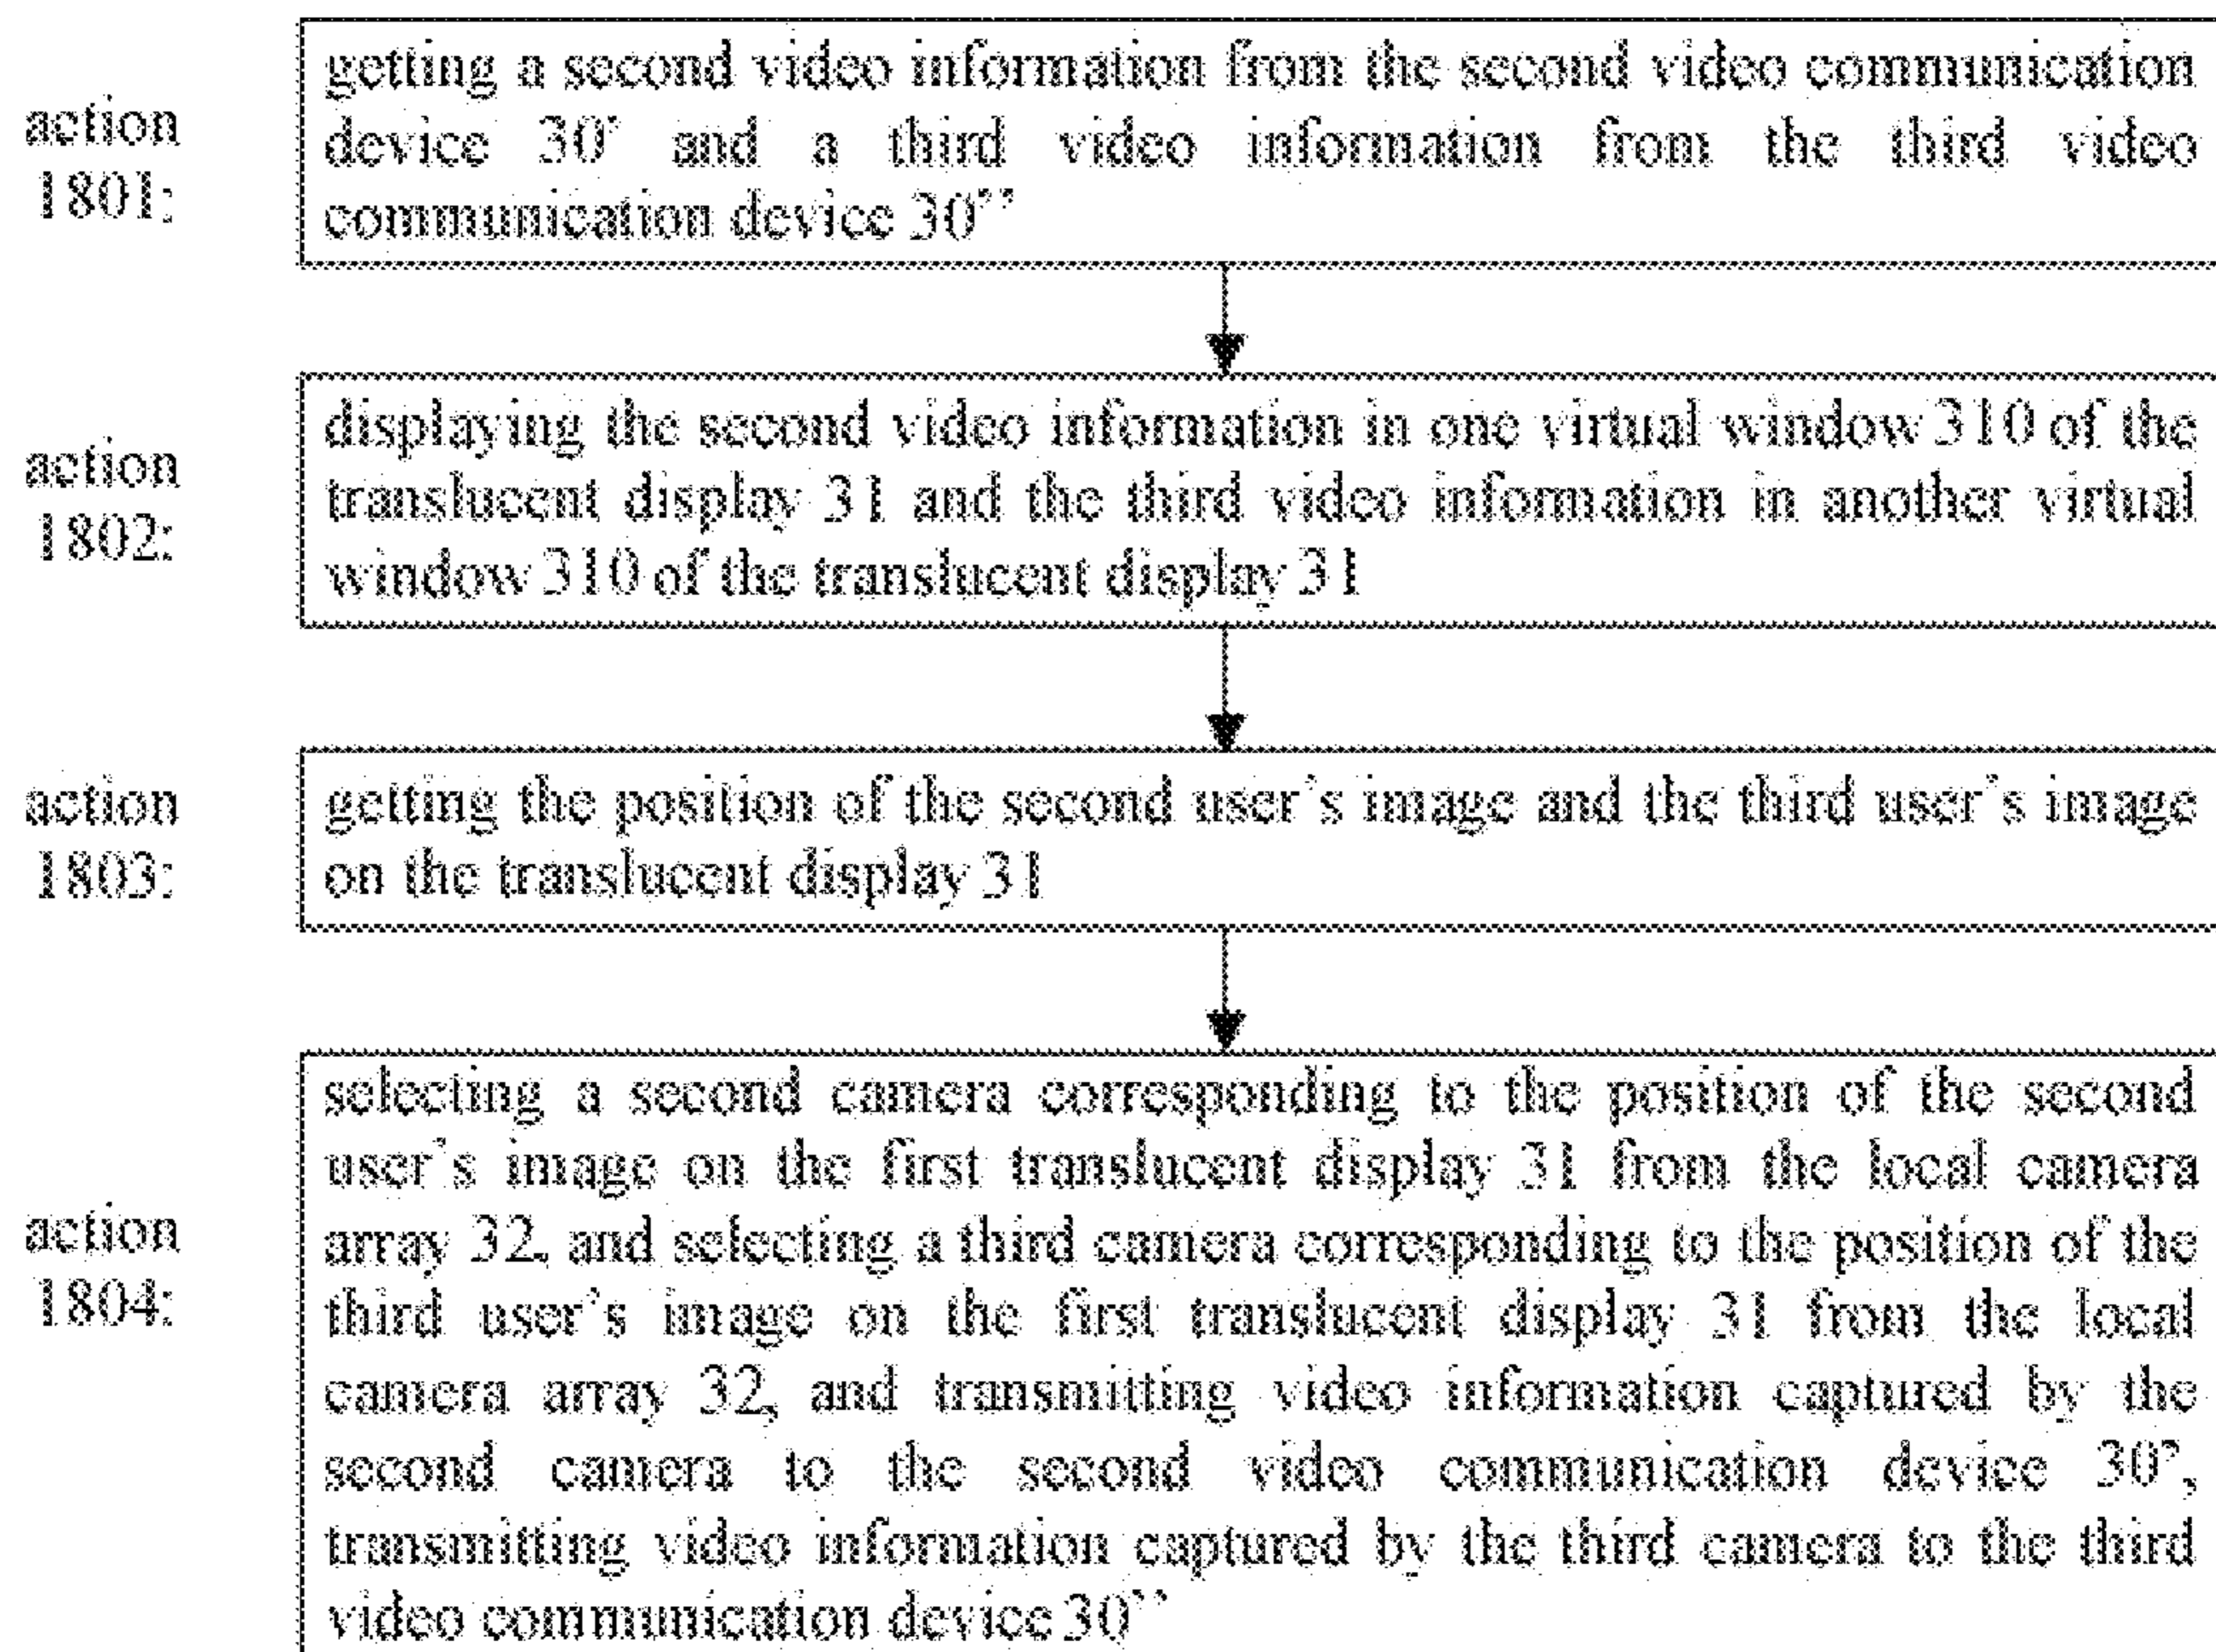 action
1801:
getting a second video information from the second video communication
device 30' and a third video information from the third video
communication device 30''
action
1802:
displaying the second video information in one virtual window 310 of the
translucent display 31 and the third video information in another virtual
window 310 of the translucent display 31
action
1803:
getting the position of the second user's image and the third user's image
on the translucent display 31
action
1804:
selecting a second camera corresponding to the position of the second
user's image on the first translucent display 31 from the local camera
array 32, and selecting a third camera corresponding to the position of the
third user's image on the first translucent display 31 from the local
camera array 32, and transmitting video information captured by the
second camera to the second video communication device 30',
transmitting video information captured by the third camera to the third
video communication device 30''